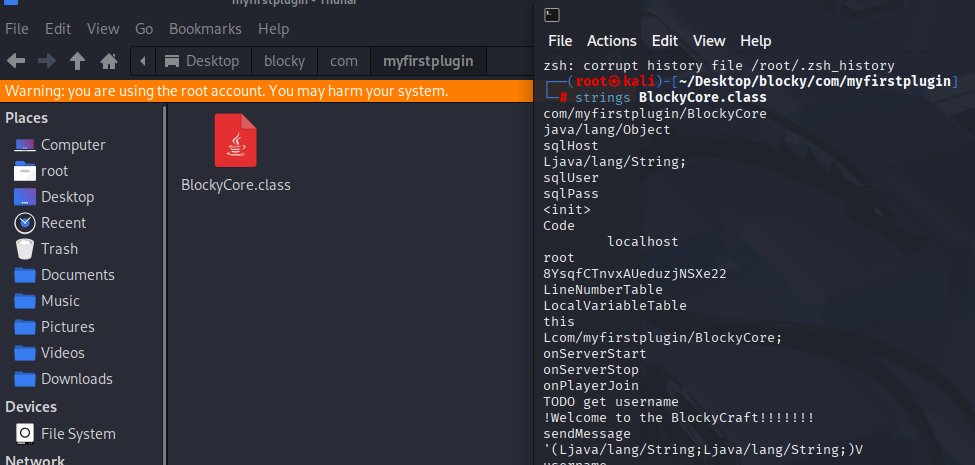 myfirstplugin - Thunar
File Edit View Go Bookmarks Help
Desktop blocky com myfirstplugin
Warning: you are using the root account. You may harm your system.
Places
Computer
root
Desktop
Recent
Trash
Documents
Music
Pictures
Videos
Downloads
Devices
File System
Network
BlockyCore.class
File Actions Edit View Help
zsh: corrupt history file /root/.zsh_history
┌──(root㉿kali)-[~/Desktop/blocky/com/myfirstplugin]
└─# strings BlockyCore.class
com/myfirstplugin/BlockyCore
java/lang/Object
sqlHost
Ljava/lang/String;
sqlUser
sqlPass
<init>
Code
localhost
root
8YsqfCTnvxAUeduzjNSXe22
LineNumberTable
LocalVariableTable
this
Lcom/myfirstplugin/BlockyCore;
onServerStart
onServerStop
onPlayerJoin
TODO get username
!Welcome to the BlockyCraft!!!!!!!
sendMessage
'(Ljava/lang/String;Ljava/lang/String;)V
username